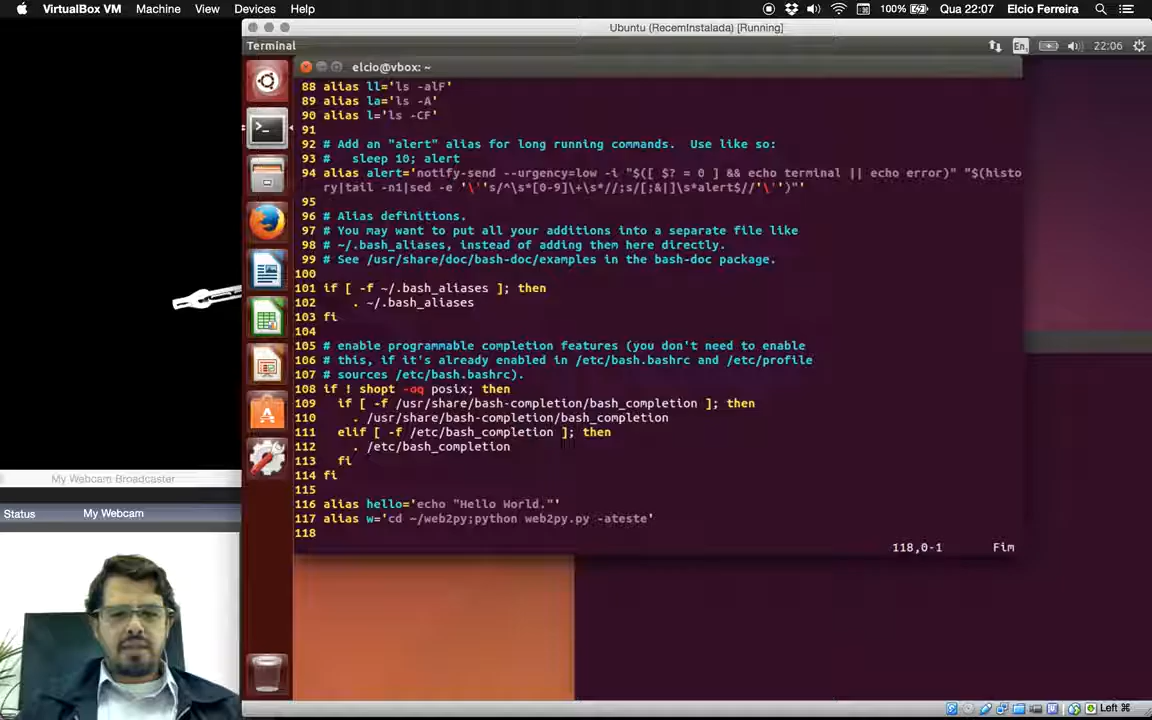 VirtualBox VM Machine View Devices Help 100% Qua 22:07 Elcio Ferreira
Ubuntu (RecemInstalada) [Running]
Terminal En 22:06
elcio@vbox: ~
88 alias ll='ls -alF'
89 alias la='ls -A'
90 alias l='ls -CF'
91
92 # Add an "alert" alias for long running commands.  Use like so:
93 #   sleep 10; alert
94 alias alert='notify-send --urgency=low -i "$([ $? = 0 ] && echo terminal || echo error)" "$(histo
ry|tail -n1|sed -e '\''s/^\s*[0-9]\+\s*//;s/[;&|]\s*alert$//'\'')"'
95
96 # Alias definitions.
97 # You may want to put all your additions into a separate file like
98 # ~/.bash_aliases, instead of adding them here directly.
99 # See /usr/share/doc/bash-doc/examples in the bash-doc package.
100
101 if [ -f ~/.bash_aliases ]; then
102     . ~/.bash_aliases
103 fi
104
105 # enable programmable completion features (you don't need to enable
106 # this, if it's already enabled in /etc/bash.bashrc and /etc/profile
107 # sources /etc/bash.bashrc).
108 if ! shopt -oq posix; then
109   if [ -f /usr/share/bash-completion/bash_completion ]; then
110     . /usr/share/bash-completion/bash_completion
111   elif [ -f /etc/bash_completion ]; then
112     . /etc/bash_completion
113   fi
114 fi
115
116 alias hello='echo "Hello World."'
117 alias w='cd ~/web2py;python web2py.py -ateste'
118
118,0-1 Fim
My Webcam Broadcaster
Status My Webcam
Left ⌘